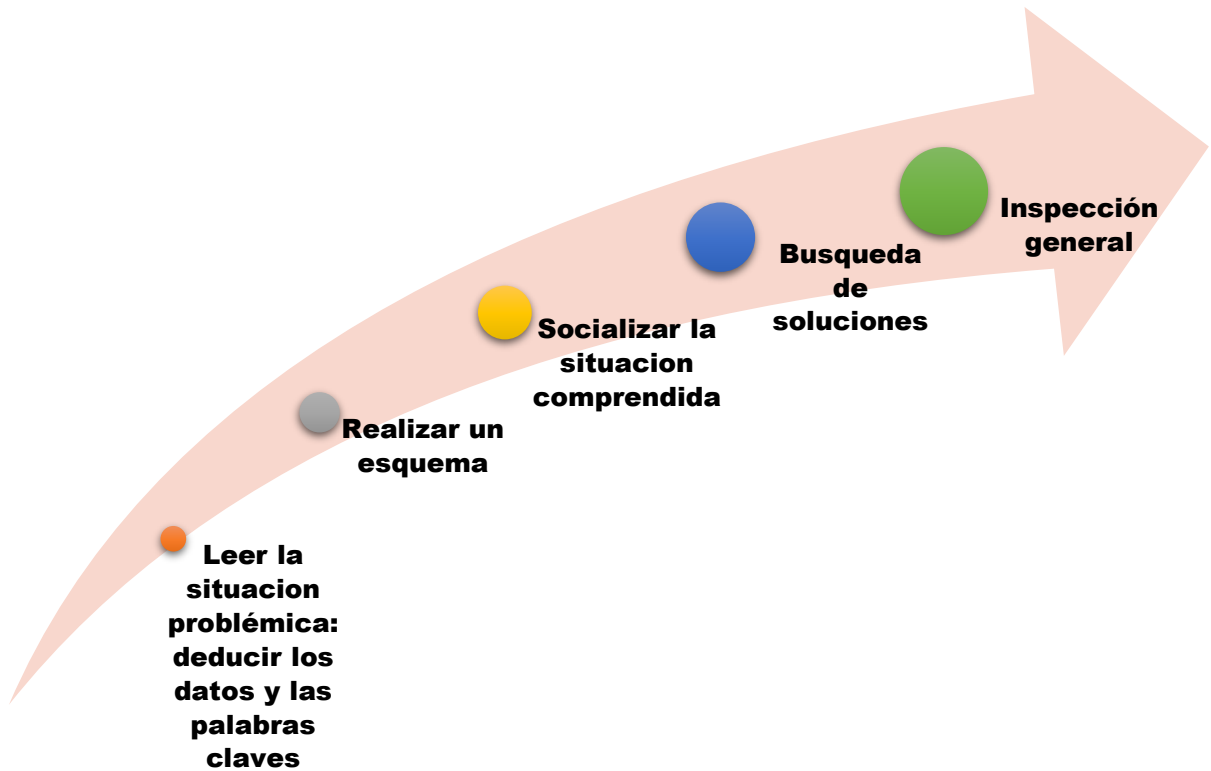 Leer la
situacion
problémica:
deducir los
datos y las
palabras
claves
Realizar un
esquema
Socializar la
situacion
comprendida
Busqueda
de
soluciones
Inspección
general